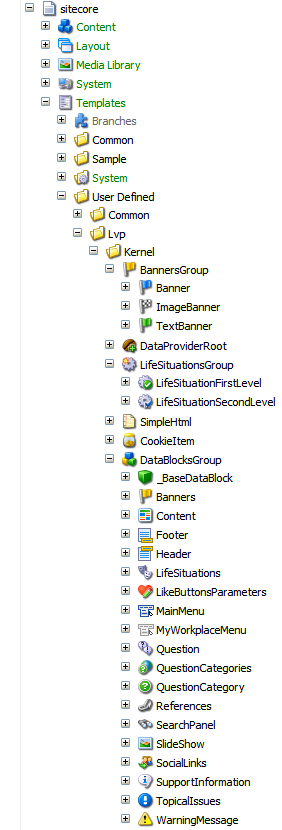 sitecore
Content
Layout
Media Library
System
Templates
Branches
Common
Sample
System
User Defined
Common
Lvp
Kernel
BannersGroup
Banner
ImageBanner
TextBanner
DataProviderRoot
LifeSituationsGroup
LifeSituationFirstLevel
LifeSituationSecondLevel
SimpleHtml
CookieItem
DataBlocksGroup
_BaseDataBlock
Banners
Content
Footer
Header
LifeSituations
LikeButtonsParameters
MainMenu
MyWorkplaceMenu
Question
QuestionCategories
QuestionCategory
References
SearchPanel
SlideShow
SocialLinks
SupportInformation
TopicalIssues
WarningMessage